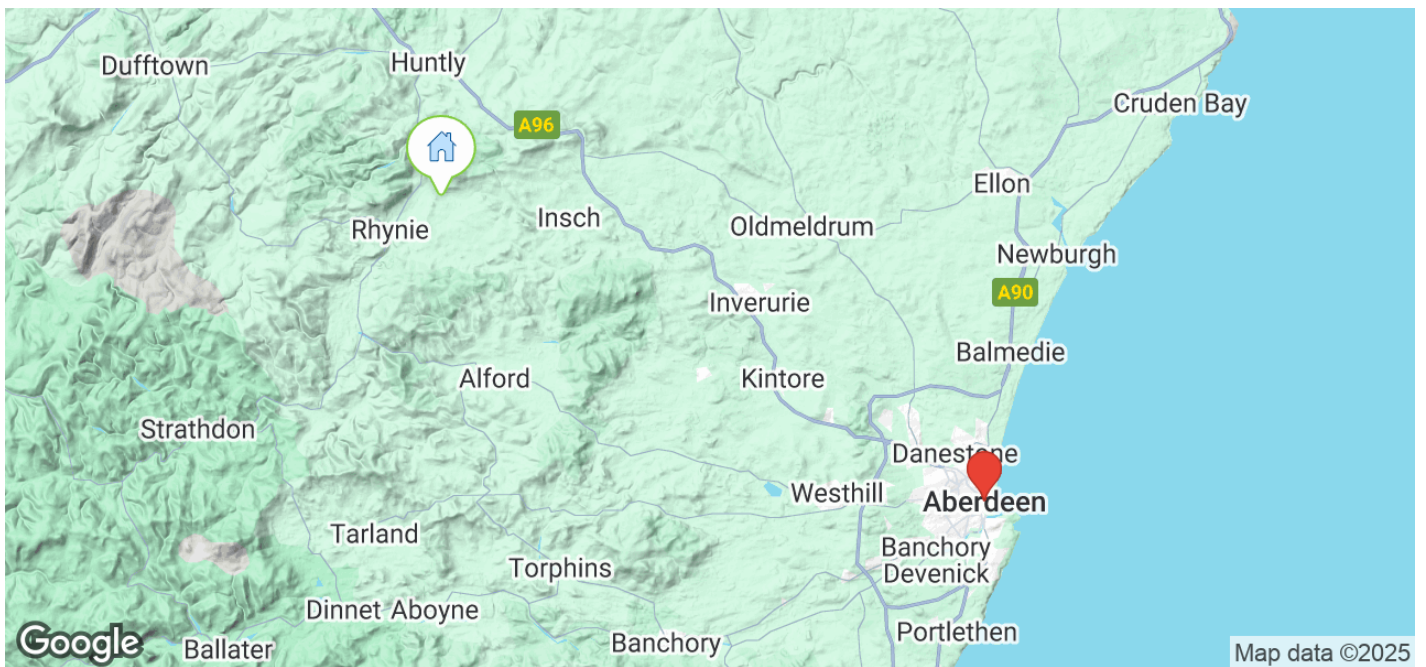 Dufftown
Huntly
Cruden Bay
A96
Ellon
Rhynie
Insch
Oldmeldrum
Newburgh
A90
Inverurie
Balmedie
Alford
Kintore
Strathdon
Danestone
Westhill
Aberdeen
Tarland
Banchory
Devenick
Torphins
Dinnet
Aboyne
Portlethen
Banchory
Ballater
Google
Map data ©2025